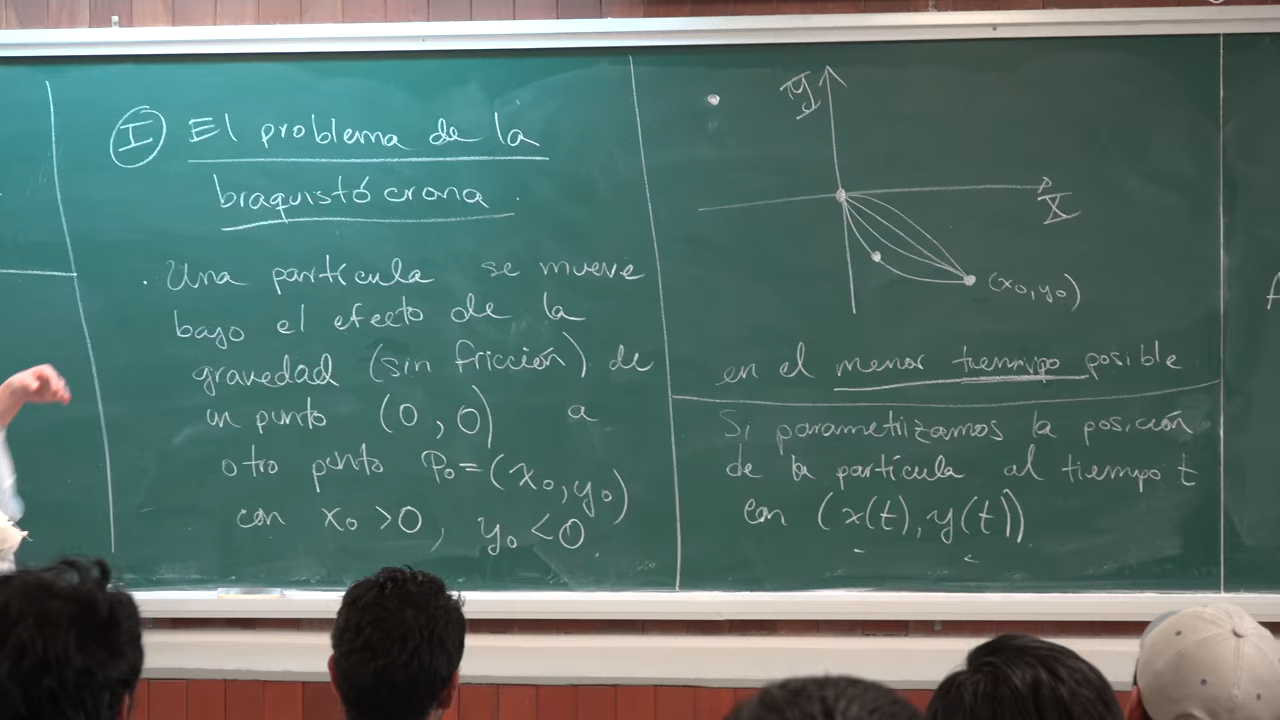 I El problema de la
braquistócrona.
. Una partícula se mueve
bajo el efecto de la
gravedad (sin fricción) de
un punto (0,0) a
otro punto P₀=(x₀,y₀)
con x₀>0, y₀<0.
y
x
(x₀,y₀)
en el menor tiempo posible
Si parametrizamos la posición
de la partícula al tiempo t
con (x(t),y(t))